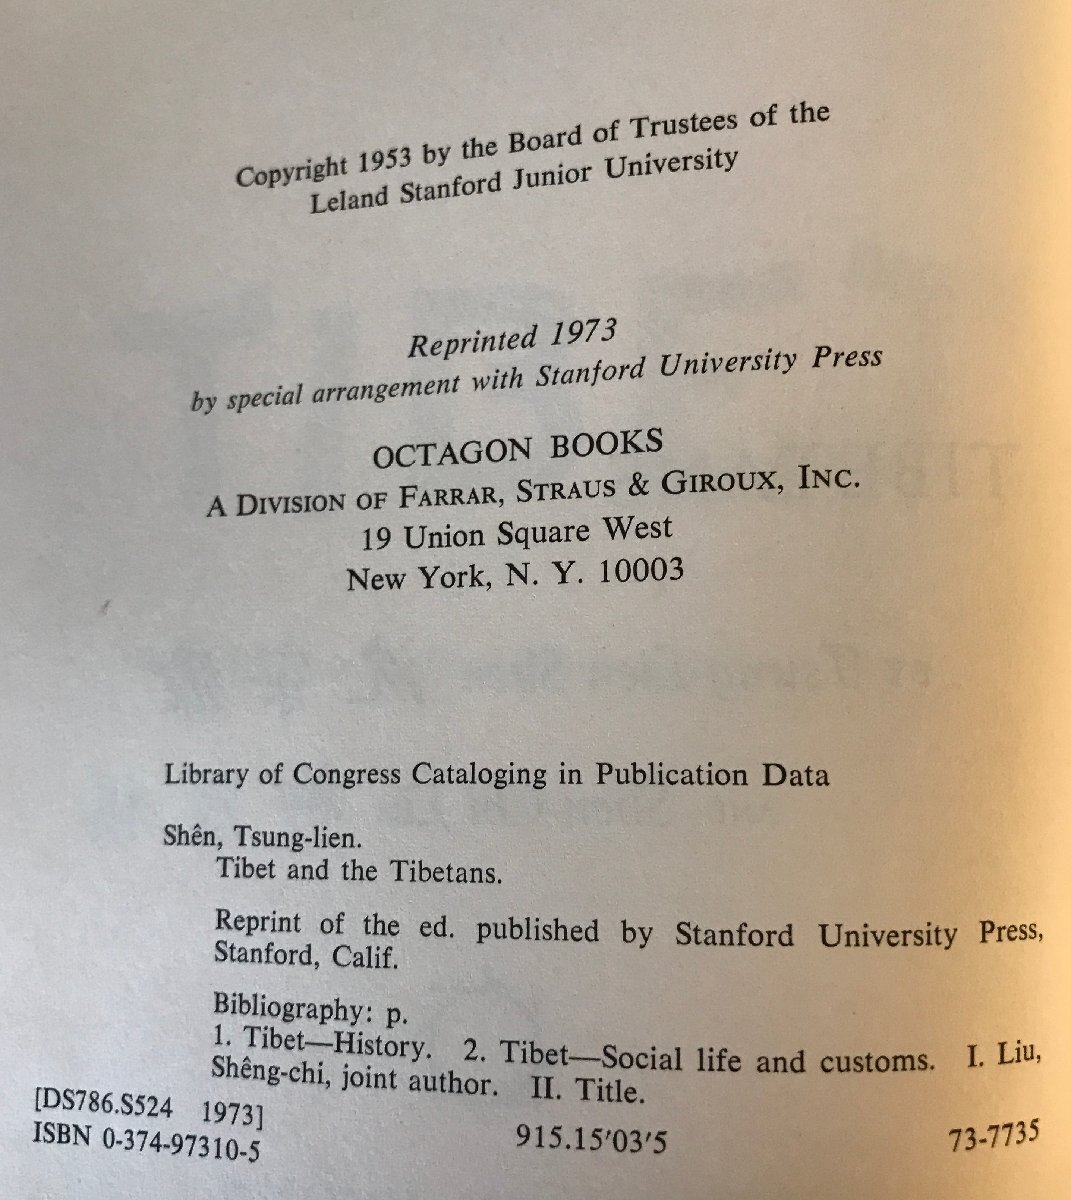 Copyright 1953 by the Board of Trustees of the
Leland Stanford Junior University
Reprinted 1973
by special arrangement with Stanford University Press
OCTAGON BOOKS
A DIVISION OF FARRAR, STRAUS & GIROUX, INC.
19 Union Square West
New York, N. Y. 10003
Library of Congress Cataloging in Publication Data
Shên, Tsung-lien.
Tibet and the Tibetans.
Reprint of the ed. published by Stanford University Press,
Stanford, Calif.
Bibliography: p.
1. Tibet—History. 2. Tibet—Social life and customs. I. Liu,
Shêng-chi, joint author. II. Title.
[DS786.S524 1973]
915.15′03′5
73-7735
ISBN 0-374-97310-5